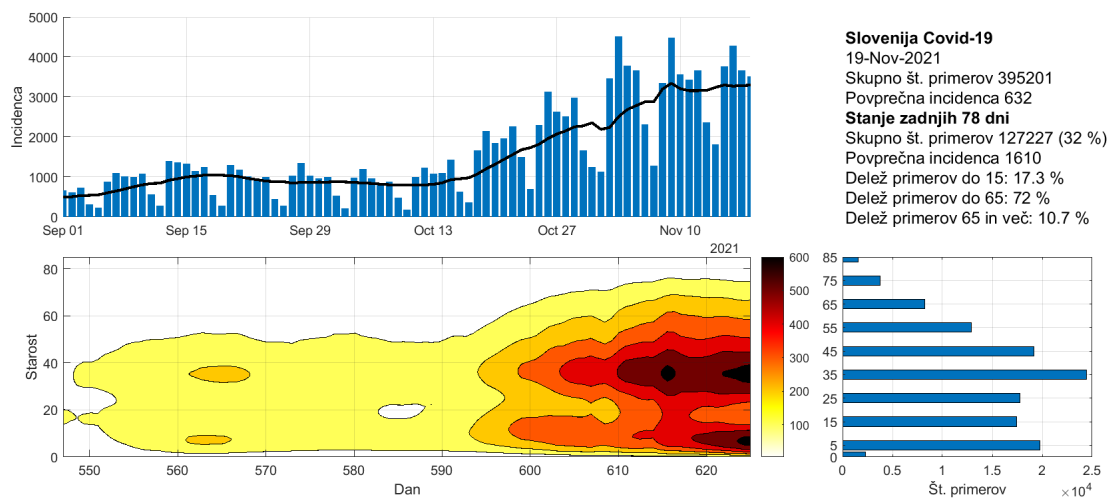 5000
4000
3000
2000
1000
0
Incidenca
Sep 01 Sep 15 Sep 29 Oct 13 Oct 27 Nov 10
2021
Slovenija Covid-19
19-Nov-2021
Skupno št. primerov 395201
Povprečna incidenca 632
Stanje zadnjih 78 dni
Skupno št. primerov 127227 (32 %)
Povprečna incidenca 1610
Delež primerov do 15: 17.3 %
Delež primerov do 65: 72 %
Delež primerov 65 in več: 10.7 %
80
60
40
20
0
Starost
550 560 570 580 590 600 610 620
Dan
600
500
400
300
200
100
85
75
65
55
45
35
25
15
5
0
0 0.5 1 1.5 2 2.5
Št. primerov
×10⁴